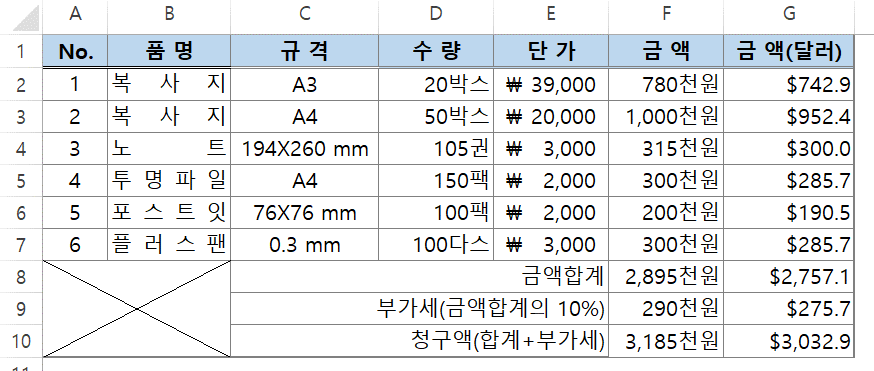 A B C D E F G
1 No. 품 명 규 격 수 량 단 가 금 액 금 액(달러)
2 1 복 사 지 A3 20박스 ₩ 39,000 780천원 $742.9
3 2 복 사 지 A4 50박스 ₩ 20,000 1,000천원 $952.4
4 3 노 트 194X260 mm 105권 ₩ 3,000 315천원 $300.0
5 4 투 명 파 일 A4 150팩 ₩ 2,000 300천원 $285.7
6 5 포 스 트 잇 76X76 mm 100팩 ₩ 2,000 200천원 $190.5
7 6 플 러 스 팬 0.3 mm 100다스 ₩ 3,000 300천원 $285.7
8 금액합계 2,895천원 $2,757.1
9 부가세(금액합계의 10%) 290천원 $275.7
10 청구액(합계+부가세) 3,185천원 $3,032.9